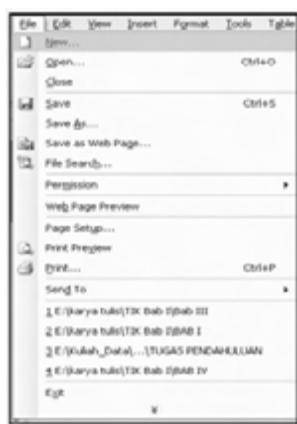 File Edit View Insert Format Tools Table
New...
Open... Ctrl+O
Close
Save Ctrl+S
Save As...
Save as Web Page...
File Search...
Permission
Web Page Preview
Page Setup...
Print Preview
Print... Ctrl+P
Send To
1 E:\karya tulis\TIK Bab I\Bab III
2 E:\karya tulis\TIK Bab I\BAB I
3 E:\Kuliah_Data\...\TUGAS PENDAHULUAN
4 E:\karya tulis\TIK Bab I\BAB IV
Exit